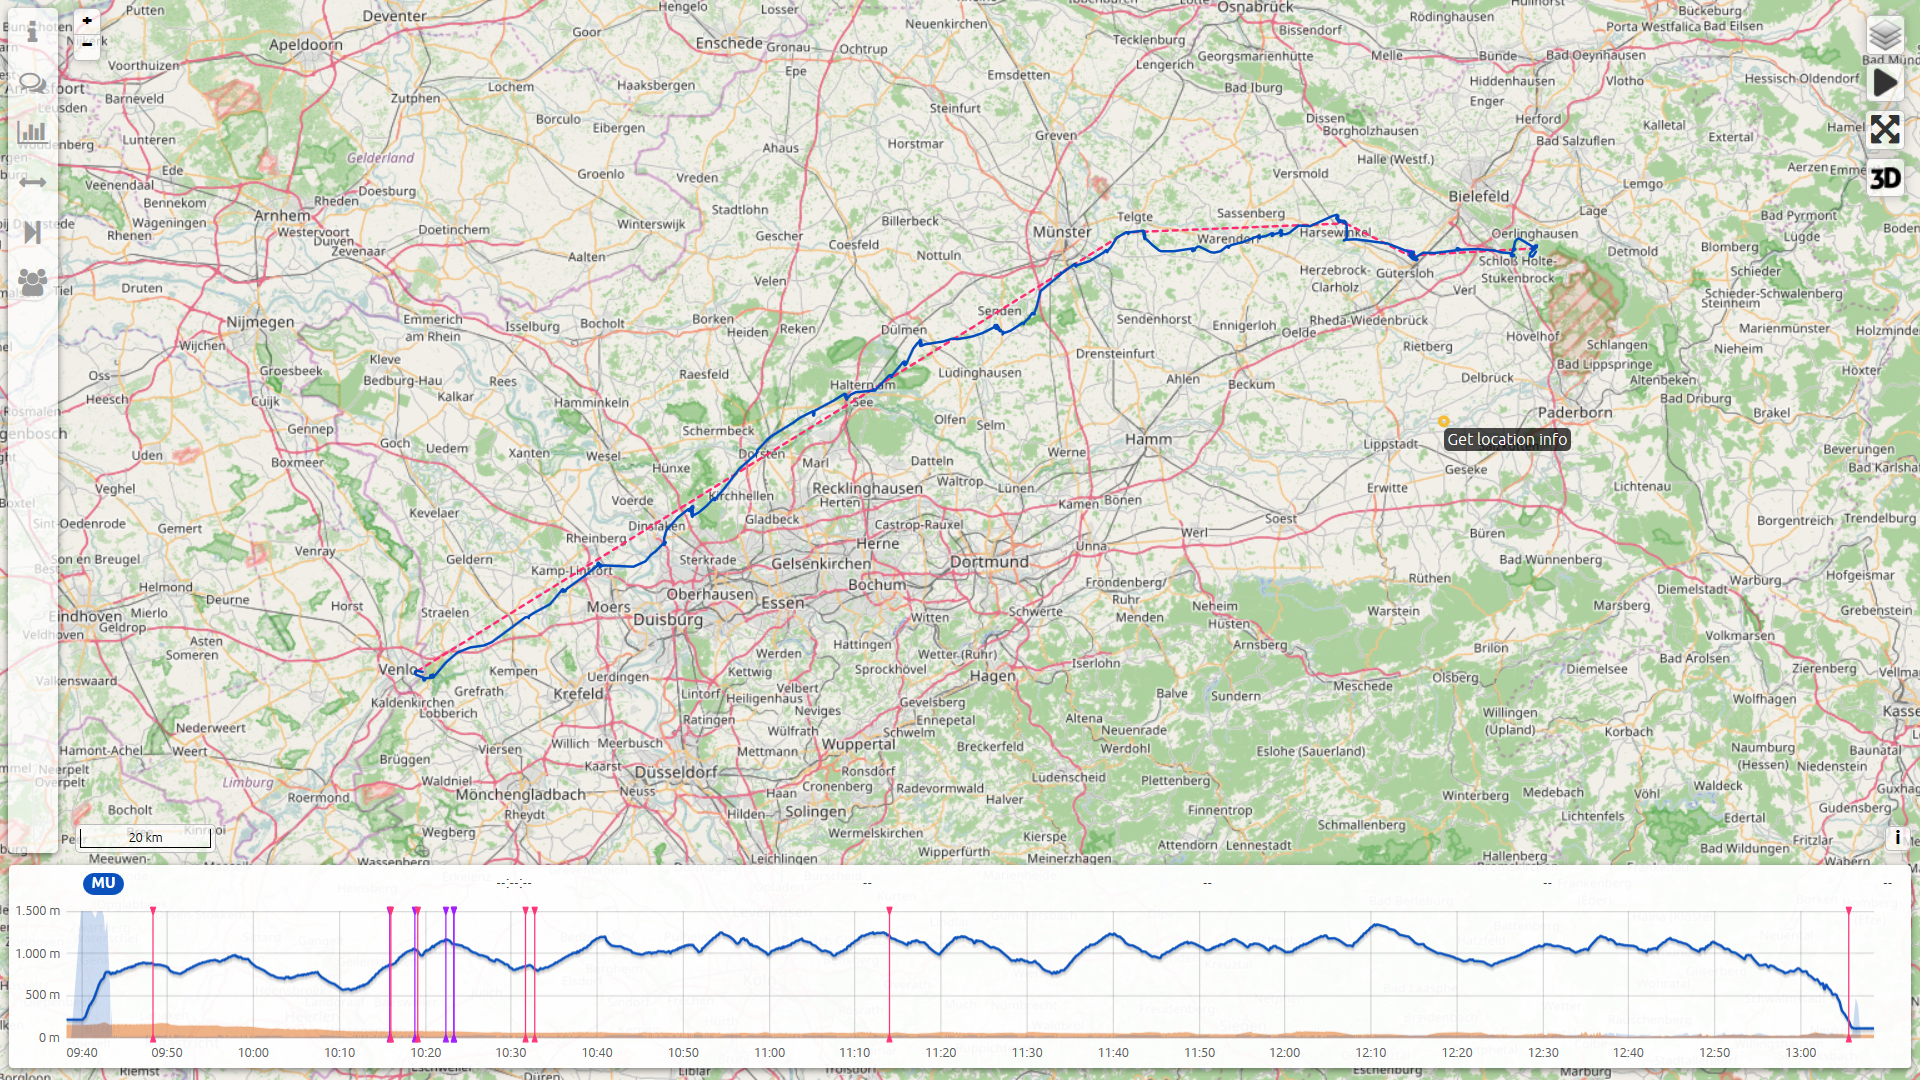 Putten
Deventer
Hengelo
Losser
Neuenkirchen
Osnabrück
Rödinghausen
Bückeburg
Porta Westfalica
Bad Eilsen
Apeldoorn
Goor
Enschede
Gronau
Ochtrup
Tecklenburg
Bissendorf
Melle
Bünde
Bad Oeynhausen
Voorthuizen
Epe
Emsdetten
Lengerich
Georgsmarienhütte
Hiddenhausen
Vlotho
Hessisch Oldendorf
Barneveld
Zutphen
Lochem
Haaksbergen
Steinfurt
Bad Iburg
Enger
Lunteren
Borculo
Eibergen
Greven
Dissen
Borgholzhausen
Herford
Kalletal
Extertal
Bad Salzuflen
Ede
Gelderland
Ahaus
Horstmar
Halle (Westf.)
Aerzen
Veenendaal
Rheden
Doesburg
Groenlo
Vreden
Versmold
Bielefeld
Lemgo
Bennekom
Wageningen
Arnhem
Stadtlohn
Billerbeck
Telgte
Sassenberg
Lage
Bad Pyrmont
Rhenen
Westervoort
Duiven
Zevenaar
Doetinchem
Winterswijk
Gescher
Coesfeld
Münster
Warendorf
Harsewinkel
Oerlinghausen
Detmold
Blomberg
Lügde
Aalten
Nottuln
Schloß Holte-
Stukenbrock
Schieder
Tiel
Druten
Velen
Herzebrock-
Clarholz
Gütersloh
Verl
Schieder-Schwalenberg
Steinheim
Nijmegen
Emmerich
am Rhein
Isselburg
Bocholt
Borken
Heiden
Reken
Dülmen
Senden
Sendenhorst
Ennigerloh
Oelde
Rheda-Wiedenbrück
Hövelhof
Marienmünster
Holzminden
Wijchen
Kleve
Rietberg
Schlangen
Nieheim
Bad Lippspringe
Oss
Groesbeek
Bedburg-Hau
Rees
Raesfeld
Haltern am
See
Lüdinghausen
Drensteinfurt
Ahlen
Beckum
Delbrück
Altenbeken
Höxter
Heesch
Cuijk
Kalkar
Hamminkeln
Bad Driburg
Brakel
Gennep
Goch
Uedem
Schermbeck
Olfen
Selm
Hamm
Lippstadt
Paderborn
Get location info
Uden
Boxmeer
Xanten
Wesel
Hünxe
Dorsten
Marl
Datteln
Werne
Geseke
Beverungen
Veghel
Voerde
Kirchhellen
Recklinghausen
Herten
Waltrop
Lünen
Kamen
Bönen
Erwitte
Lichtenau
Sint-Oedenrode
Gemert
Kevelaer
Dinslaken
Gladbeck
Castrop-Rauxel
Soest
Borgentreich
Trendelburg
Son en Breugel
Venray
Geldern
Rheinberg
Sterkrade
Herne
Unna
Werl
Büren
Bad Wünnenberg
Helmond
Kamp-Lintfort
Gelsenkirchen
Dortmund
Rüthen
Warburg
Hofgeismar
Deurne
Horst
Straelen
Moers
Oberhausen
Essen
Bochum
Fröndenberg/
Ruhr
Neheim
Hüsten
Warstein
Marsberg
Diemelstadt
Grebenstein
Eindhoven
Mierlo
Geldrop
Duisburg
Witten
Schwerte
Menden
Veldhoven
Asten
Someren
Hattingen
Arnsberg
Brilon
Volkmarsen
Venlo
Kempen
Uerdingen
Werden
Kettwig
Sprockhövel
Wetter (Ruhr)
Iserlohn
Olsberg
Diemelsee
Bad Arolsen
Zierenberg
Valkenswaard
Grefrath
Krefeld
Lintorf
Velbert
Heiligenhaus
Hagen
Balve
Sundern
Meschede
Wolfhagen
Kaldenkirchen
Lobberich
Ratingen
Neviges
Gevelsberg
Ennepetal
Altena
Willingen
(Upland)
Nederweert
Wülfrath
Schwelm
Neuenrade
Korbach
Hamont-Achel
Weert
Viersen
Willich
Meerbusch
Mettmann
Wuppertal
Breckerfeld
Werdohl
Eslohe (Sauerland)
Naumburg
(Hessen)
Baunatal
Niedenstein
Brüggen
Kaarst
Düsseldorf
Ronsdorf
Cronenberg
Lüdenscheid
Plettenberg
Neerpelt
Overpelt
Limburg
Roermond
Waldniel
Mönchengladbach
Neuss
Haan
Radevormwald
Halver
Winterberg
Medebach
Vöhl
Waldeck
Bocholt
Rheydt
Hilden
Solingen
Finnentrop
Lichtenfels
Edertal
Gudensberg
20 km
Wegberg
Wermelskirchen
Kierspe
Schmallenberg
Fritzlar
Wassenberg
Leichlingen
Wipperfürth
Meinerzhagen
Attendorn
Lennestadt
Hallenberg
Bad Wildungen
3D
i
MU
--:--:--
--
--
--
--
1.500 m
1.000 m
500 m
0 m
09:40
09:50
10:00
10:10
10:20
10:30
10:40
10:50
11:00
11:10
11:20
11:30
11:40
11:50
12:00
12:10
12:20
12:30
12:40
12:50
13:00